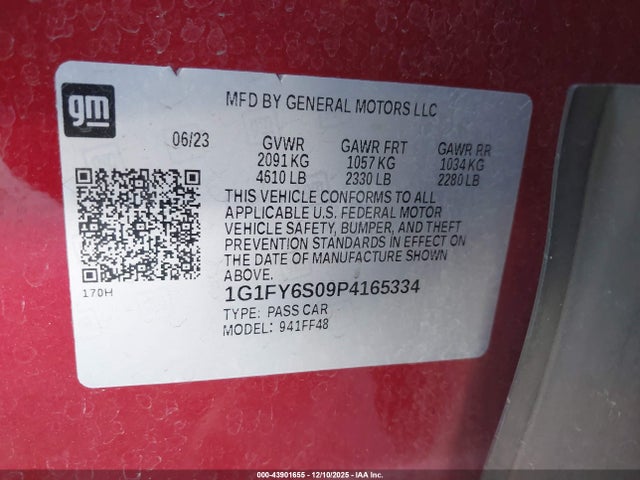 gm
MFD BY GENERAL MOTORS LLC
06/23 GVWR GAWR FRT GAWR RR
2091 KG 1057 KG 1034 KG
4610 LB 2330 LB 2280 LB
THIS VEHICLE CONFORMS TO ALL
APPLICABLE U.S. FEDERAL MOTOR
VEHICLE SAFETY, BUMPER, AND THEFT
PREVENTION STANDARDS IN EFFECT ON
THE DATE OF MANUFACTURE SHOWN
ABOVE.
170H
1G1FY6S09P4165334
TYPE: PASS CAR
MODEL: 941FF48
000-43901655 - 12/10/2025 - IAA Inc.